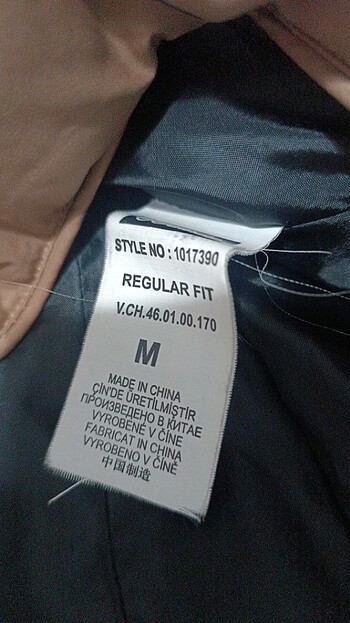 STYLE NO : 1017390
REGULAR FIT
V.CH.46.01.00.170
M
MADE IN CHINA
ÇİN'DE ÜRETİLMİŞTİR
ПРОИЗВЕДЕНО В КИТАЕ
VYROBENÉ V ČÍNE
FABRICAT IN CHINA
VYROBENO V ČÍNĚ
中国制造